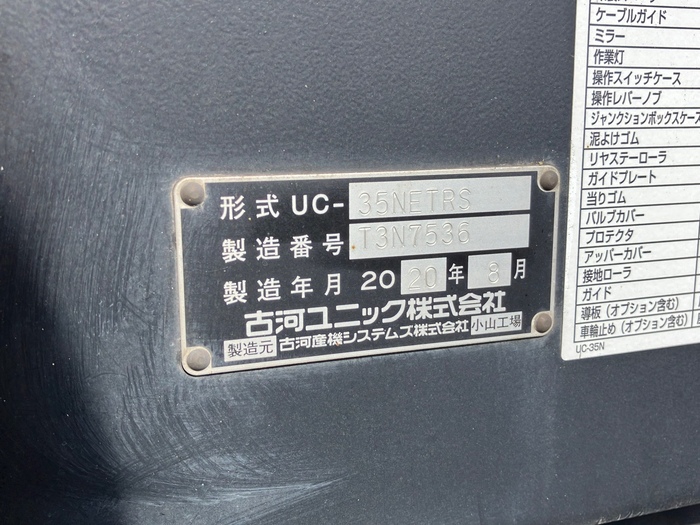 形式 UC-35NETRS
製造番号 T3N7536
製造年月 2020年8月
古河ユニック株式会社
製造元 古河産機システムズ株式会社 小山工場
ケーブルガイド
ミラー
作業灯
操作スイッチケース
操作レバーノブ
ジャンクションボックスケース
泥よけゴム
リヤステーローラ
ガイドプレート
当りゴム
バルブカバー
プロテクタ
アッパーカバー
接地ローラ
ガイド
導板(オプション含む)
車輪止め(オプション含む)
UC-35N